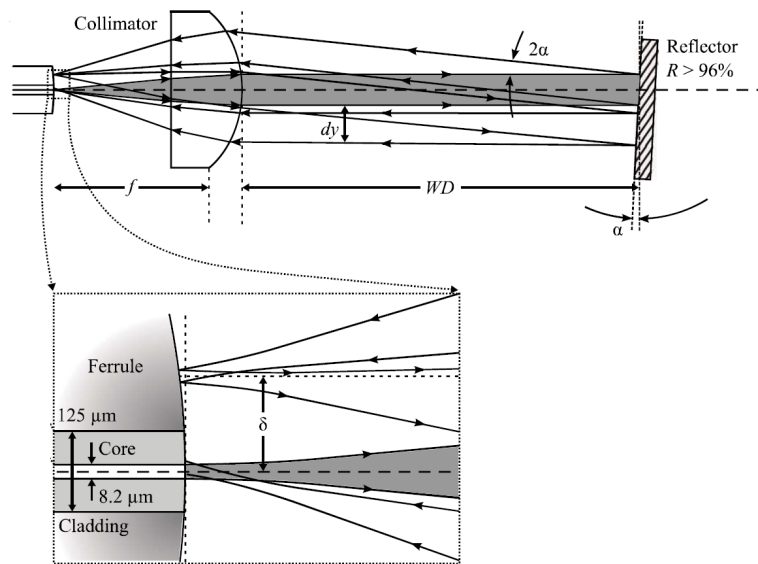 Collimator
2α
Reflector
R > 96%
dy
f
WD
α
Ferrule
125 µm
Core
δ
8.2 µm
Cladding